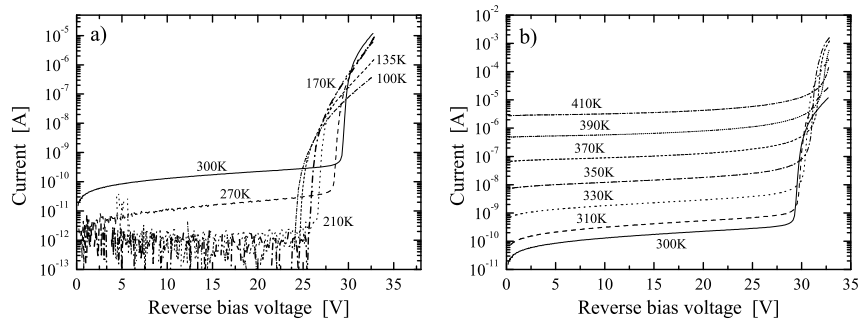 a)
10^-5
10^-6
10^-7
10^-8
10^-9
10^-10
10^-11
10^-12
10^-13
Current [A]
135K
170K
100K
300K
270K
210K
0 5 10 15 20 25 30 35
Reverse bias voltage [V]
b)
10^-2
10^-3
10^-4
10^-5
10^-6
10^-7
10^-8
10^-9
10^-10
10^-11
Current [A]
410K
390K
370K
350K
330K
310K
300K
0 5 10 15 20 25 30 35
Reverse bias voltage [V]